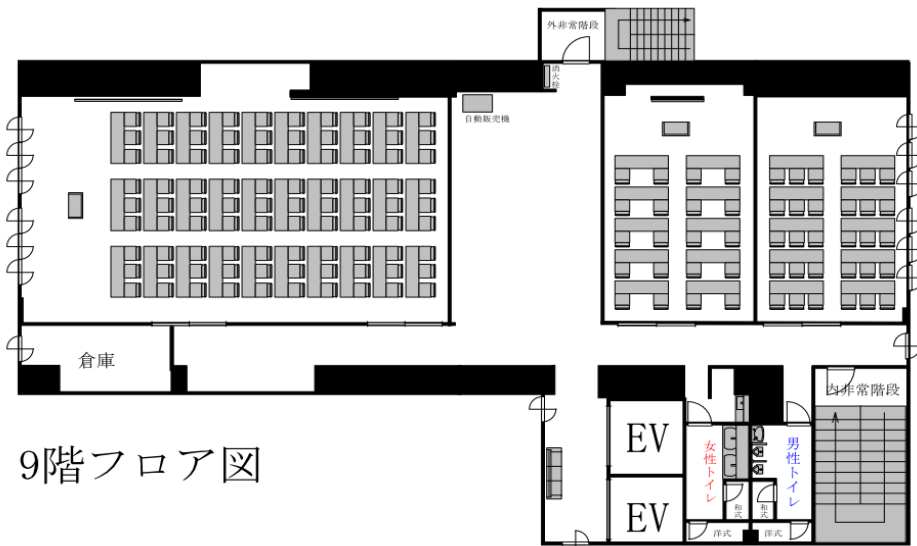 外非常階段
消火栓
自動販売機
倉庫
内非常階段
9階フロア図
EV
EV
女性トイレ
男性トイレ
和式
和式
洋式
洋式